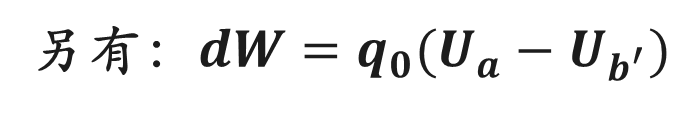 另有：dW = q₀(Uₐ − U_b′)